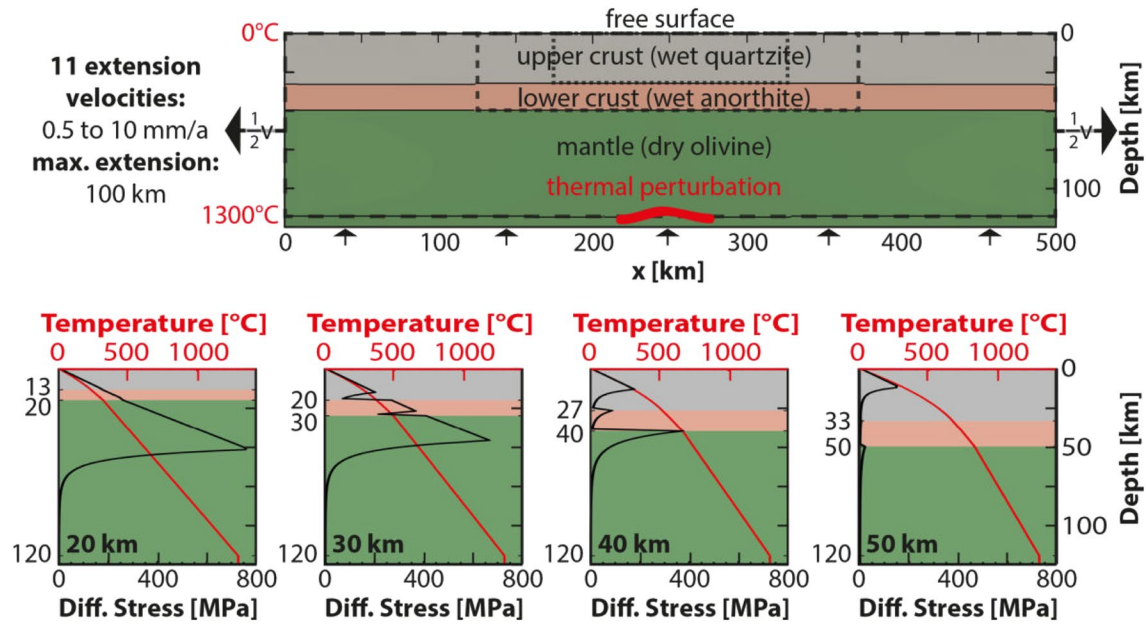 free surface
0°C
0
upper crust (wet quartzite)
11 extension
velocities:
0.5 to 10 mm/a
max. extension:
100 km
lower crust (wet anorthite)
1/2 V
1/2 V
mantle (dry olivine)
thermal perturbation
100
Depth [km]
1300°C
0 100 200 300 400 500
x [km]
Temperature [°C] Temperature [°C] Temperature [°C] Temperature [°C]
0 500 1000 0 500 1000 0 500 1000 0 500 1000
13
20
120
20 km
20
30
30 km
27
40
120
40 km
33
50
120
50 km
0
50
100
Depth [km]
0 400 800 400 800 0 400 800 0 400 800
Diff. Stress [MPa] Diff. Stress [MPa] Diff. Stress [MPa] Diff. Stress [MPa]